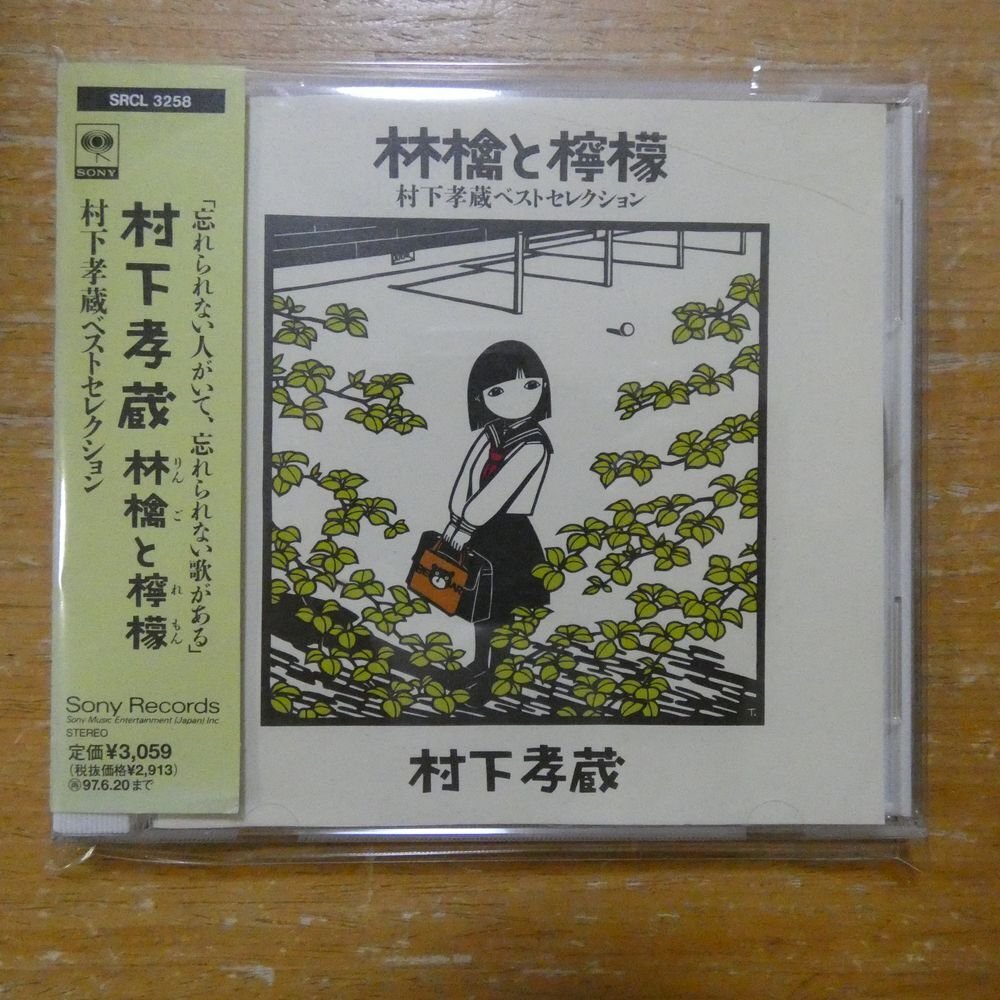 SRCL 3258
SONY
「忘れられない人がいて、忘れられない歌がある」
村下孝蔵 林檎と檸檬
りんご れもん
村下孝蔵ベストセレクション
Sony Records
Sony Music Entertainment (Japan) Inc.
STEREO
定価¥3,059
(税抜価格¥2,913)
Ⓡ97.6.20まで
林檎と檸檬
村下孝蔵ベストセレクション
BEAR
T.
村下孝蔵